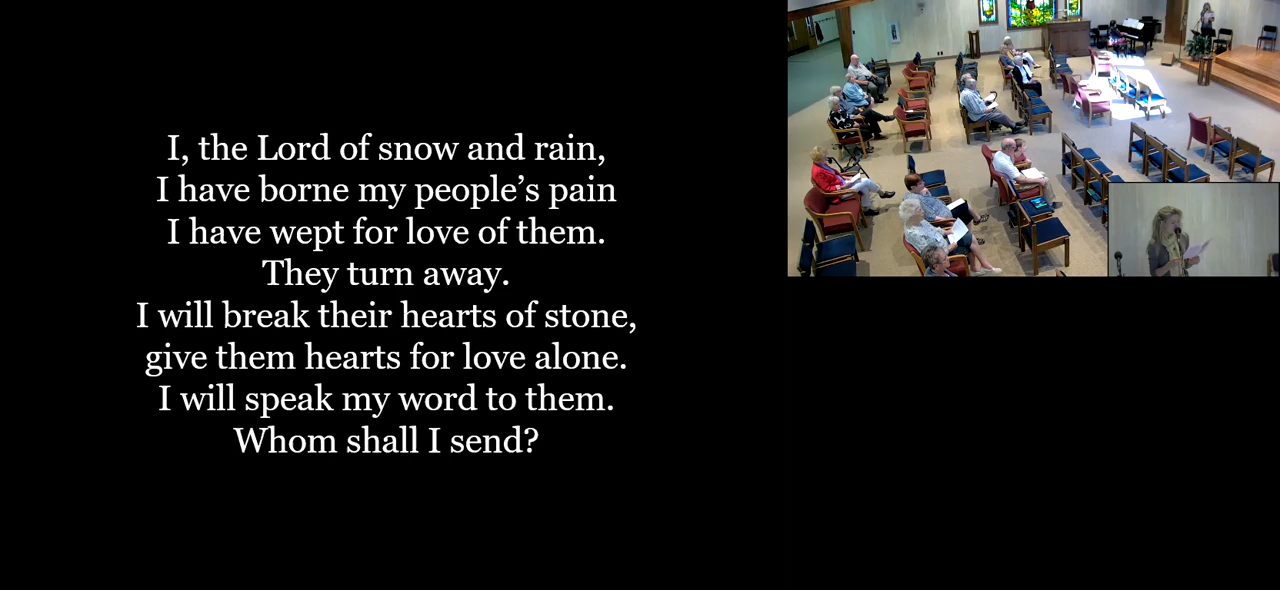 I, the Lord of snow and rain,
I have borne my people’s pain
I have wept for love of them.
They turn away.
I will break their hearts of stone,
give them hearts for love alone.
I will speak my word to them.
Whom shall I send?